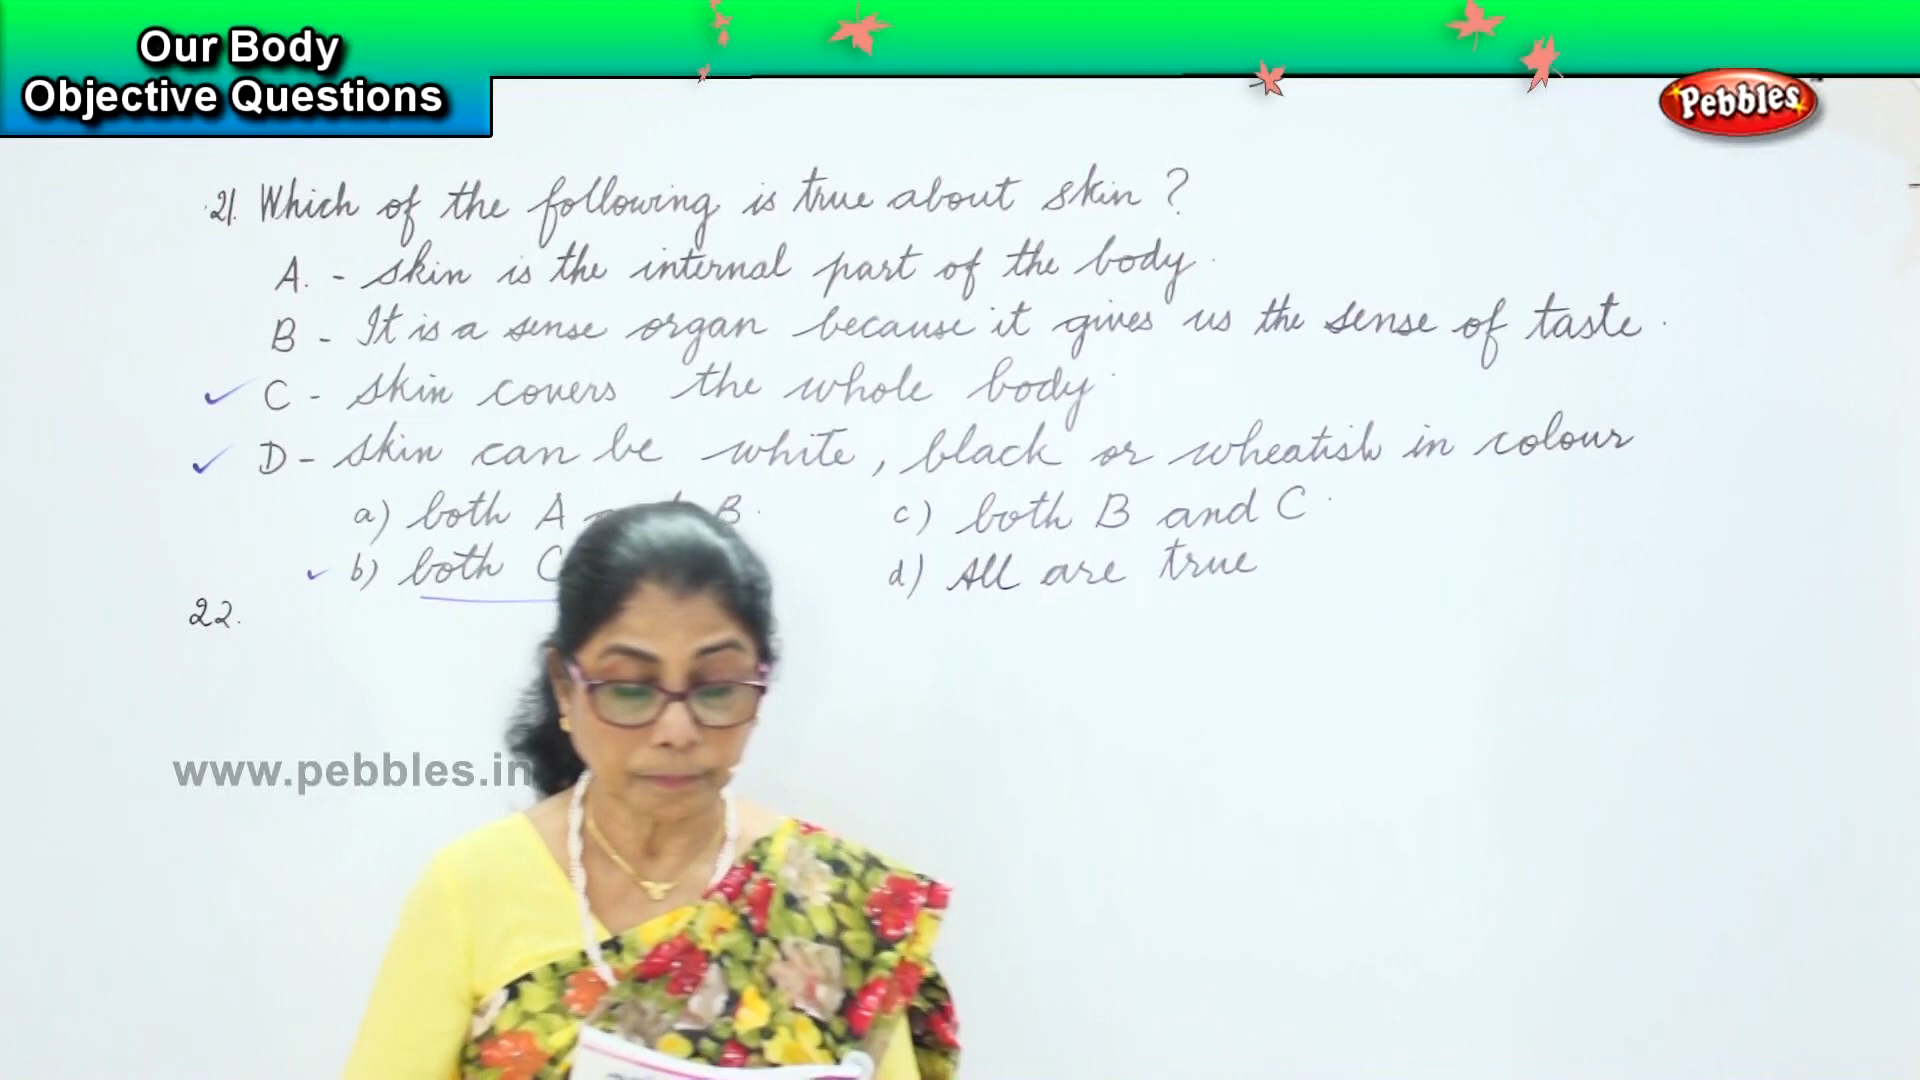 Our Body
Objective Questions
Pebbles
21. Which of the following is true about skin ?
A. - skin is the internal part of the body.
B - It is a sense organ because it gives us the sense of taste.
C - skin covers the whole body.
D - skin can be white, black or wheatish in colour
a) both A B.
c) both B and C.
b) both C
d) All are true
22.
www.pebbles.in